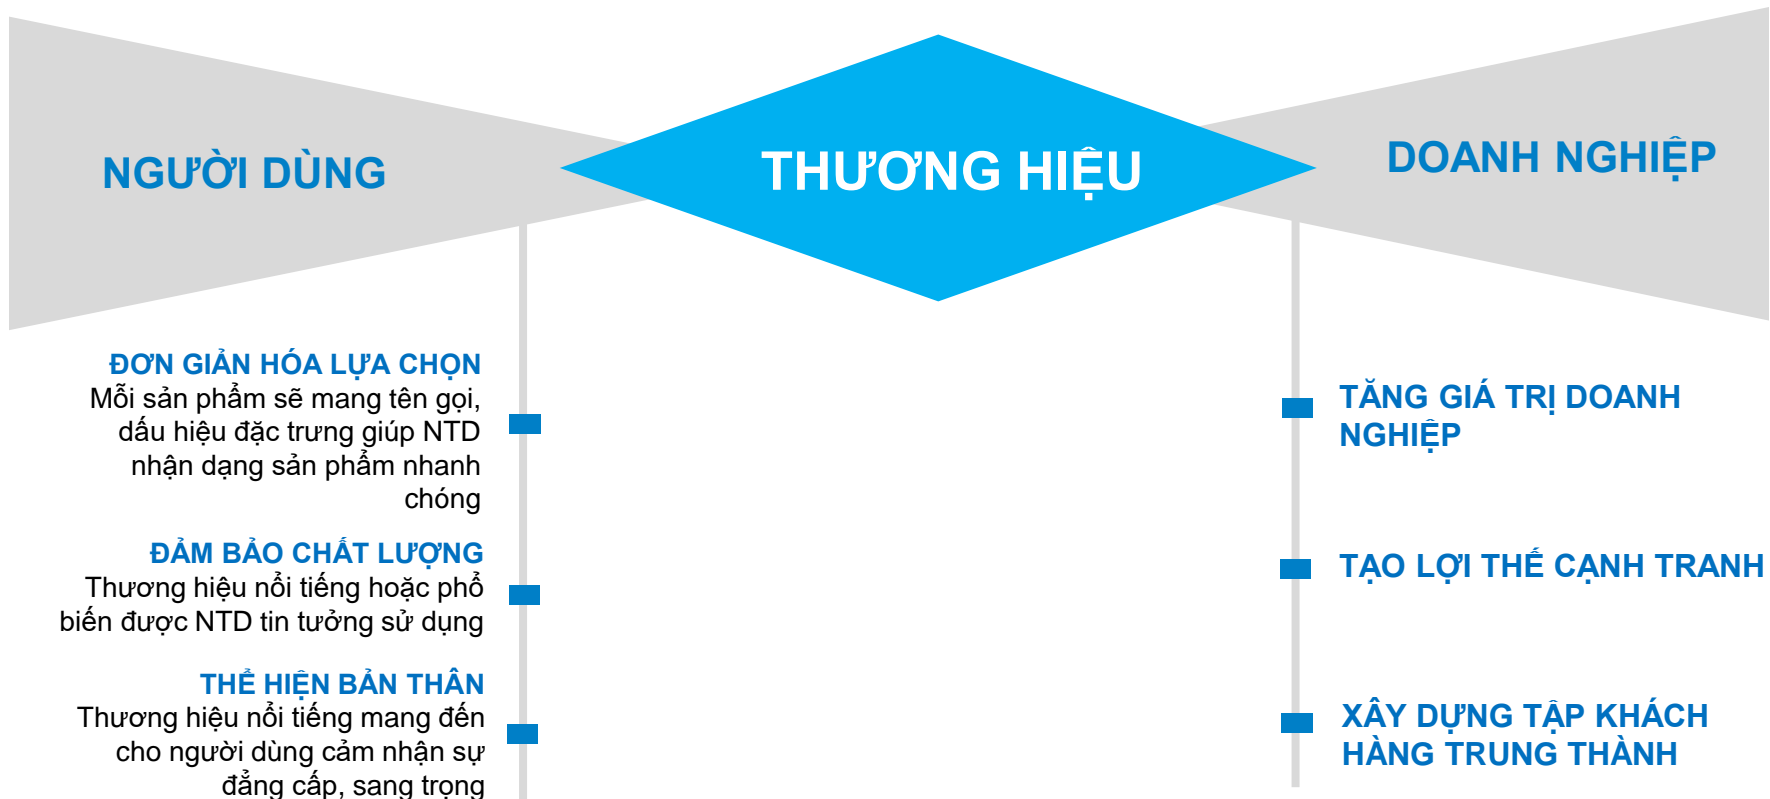 NGƯỜI DÙNG
THƯƠNG HIỆU
DOANH NGHIỆP
ĐƠN GIẢN HÓA LỰA CHỌN
Mỗi sản phẩm sẽ mang tên gọi,
dấu hiệu đặc trưng giúp NTD
nhận dạng sản phẩm nhanh
chóng
ĐẢM BẢO CHẤT LƯỢNG
Thương hiệu nổi tiếng hoặc phổ
biến được NTD tin tưởng sử dụng
THỂ HIỆN BẢN THÂN
Thương hiệu nổi tiếng mang đến
cho người dùng cảm nhận sự
đẳng cấp, sang trọng
TĂNG GIÁ TRỊ DOANH
NGHIỆP
TẠO LỢI THẾ CẠNH TRANH
XÂY DỰNG TẬP KHÁCH
HÀNG TRUNG THÀNH